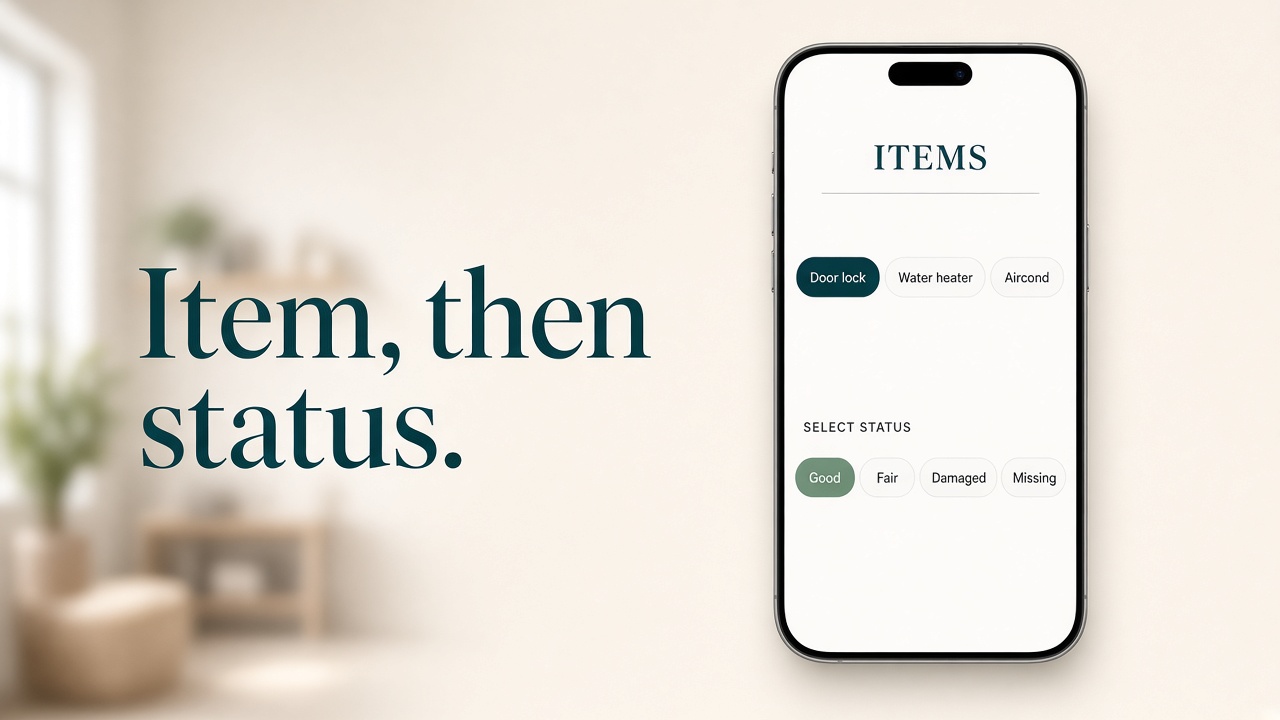 Item, then
status.
ITEMS
Door lock Water heater Aircond
SELECT STATUS
Good Fair Damaged Missing